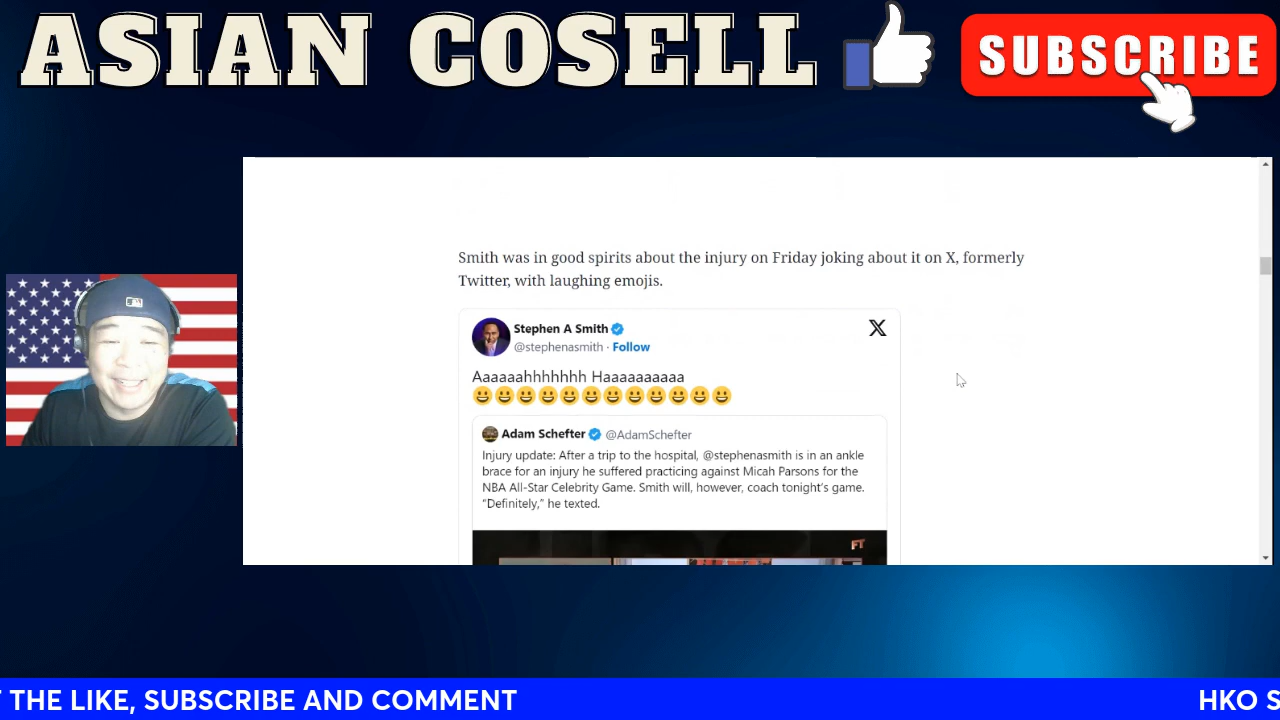 ASIAN COSELL
SUBSCRIBE
Smith was in good spirits about the injury on Friday joking about it on X, formerly
Twitter, with laughing emojis.
Stephen A Smith
@stephenasmith · Follow
Aaaaaahhhhhhh Haaaaaaaaaa
😀😀😀😀😀😀😀😀😀😀😀😀
Adam Schefter @AdamSchefter
Injury update: After a trip to the hospital, @stephenasmith is in an ankle
brace for an injury he suffered practicing against Micah Parsons for the
NBA All-Star Celebrity Game. Smith will, however, coach tonight's game.
“Definitely,” he texted.
FT
THE LIKE, SUBSCRIBE AND COMMENT
HKO S